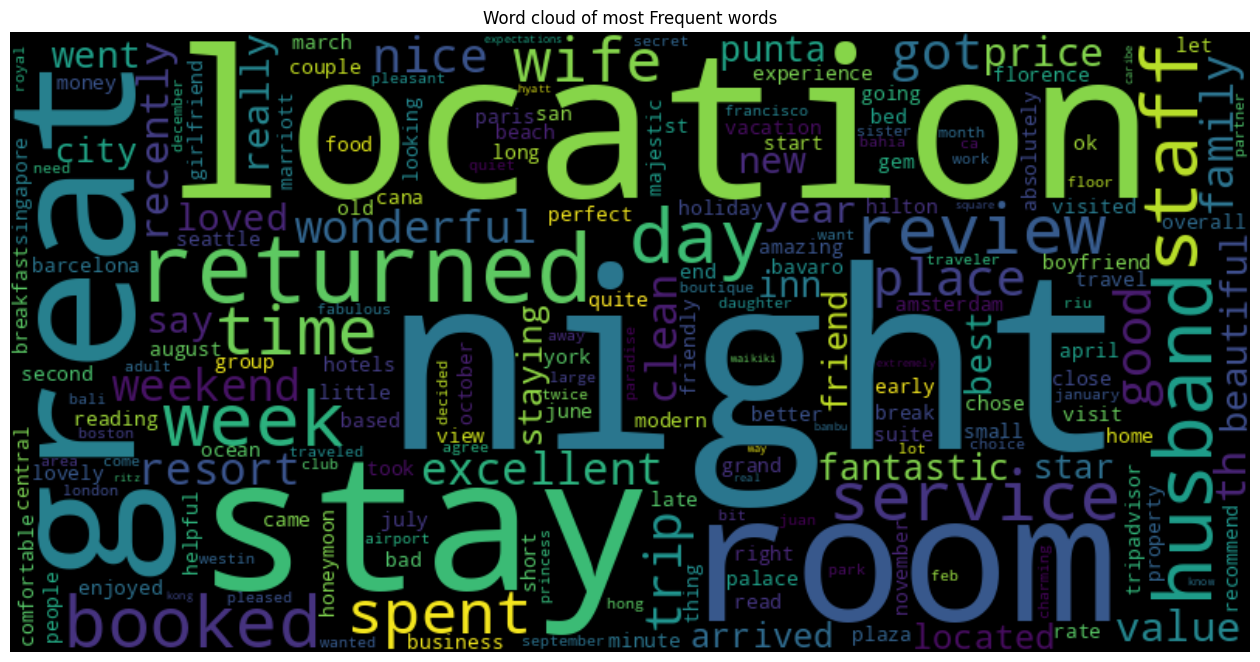 Word cloud of most Frequent words
royal
went
money
december
girlfriend
recently
really
march
couple
pleasant
nice
expectations
wife
hyatt
secret
punta
experience
got
going
price
florence
caribe
let
staff
family
partner
great
need
city
breakfast
singapore
marriott
location
food
looking
paris
beach
san
long
quiet
majestic
st
francisco
vacation
new
bed
start
sister
bahia
gem
month
ca
work
absolutely
ok
floor
loved
seattle
old
cana
wonderful
perfect
holiday
year
hilton
square
visited
overall
barcelona
returned
day
amazing
want
review
traveler
boyfriend
travel
say
time
fabulous
quite
end
boutique
bavaro
inn
daughter
place
amsterdam
riu
august
group
hotels
staying
york
away
paradise
clean
friendly
night
waikiki
friend
extremely
early
best
april
close
january
good
husband
beautiful
second
adult
bali
weekend
little
decided
october
large
twice
reading
boston
week
based
view
june
modern
better
bambu
break
chose
suite
small
choice
visit
lot
home
central
lovely
area
come
ritz
london
ocean
traveled
club
resort
took
agree
excellent
way
grand
real
fantastic
star
th
comfortable
people
helpful
stay
came
july
airport
bad
late
trip
bit
juan
service
tripadvisor
property
recommend
know
enjoyed
westin
honeymoon
short
princess
thing
right
palace
read
room
park
feb
november
charming
booked
kong
pleased
wanted
spent
business
hong
september
minute
arrived
plaza
located
rate
value